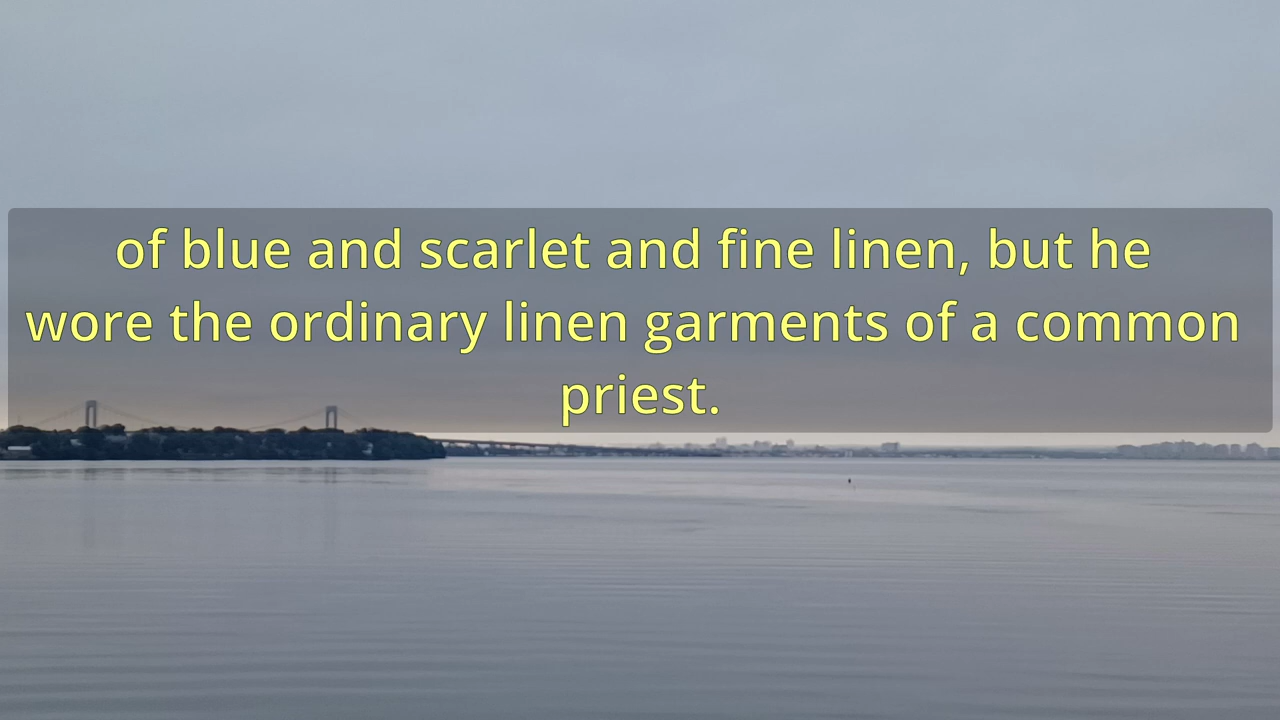 of blue and scarlet and fine linen, but he
wore the ordinary linen garments of a common
priest.